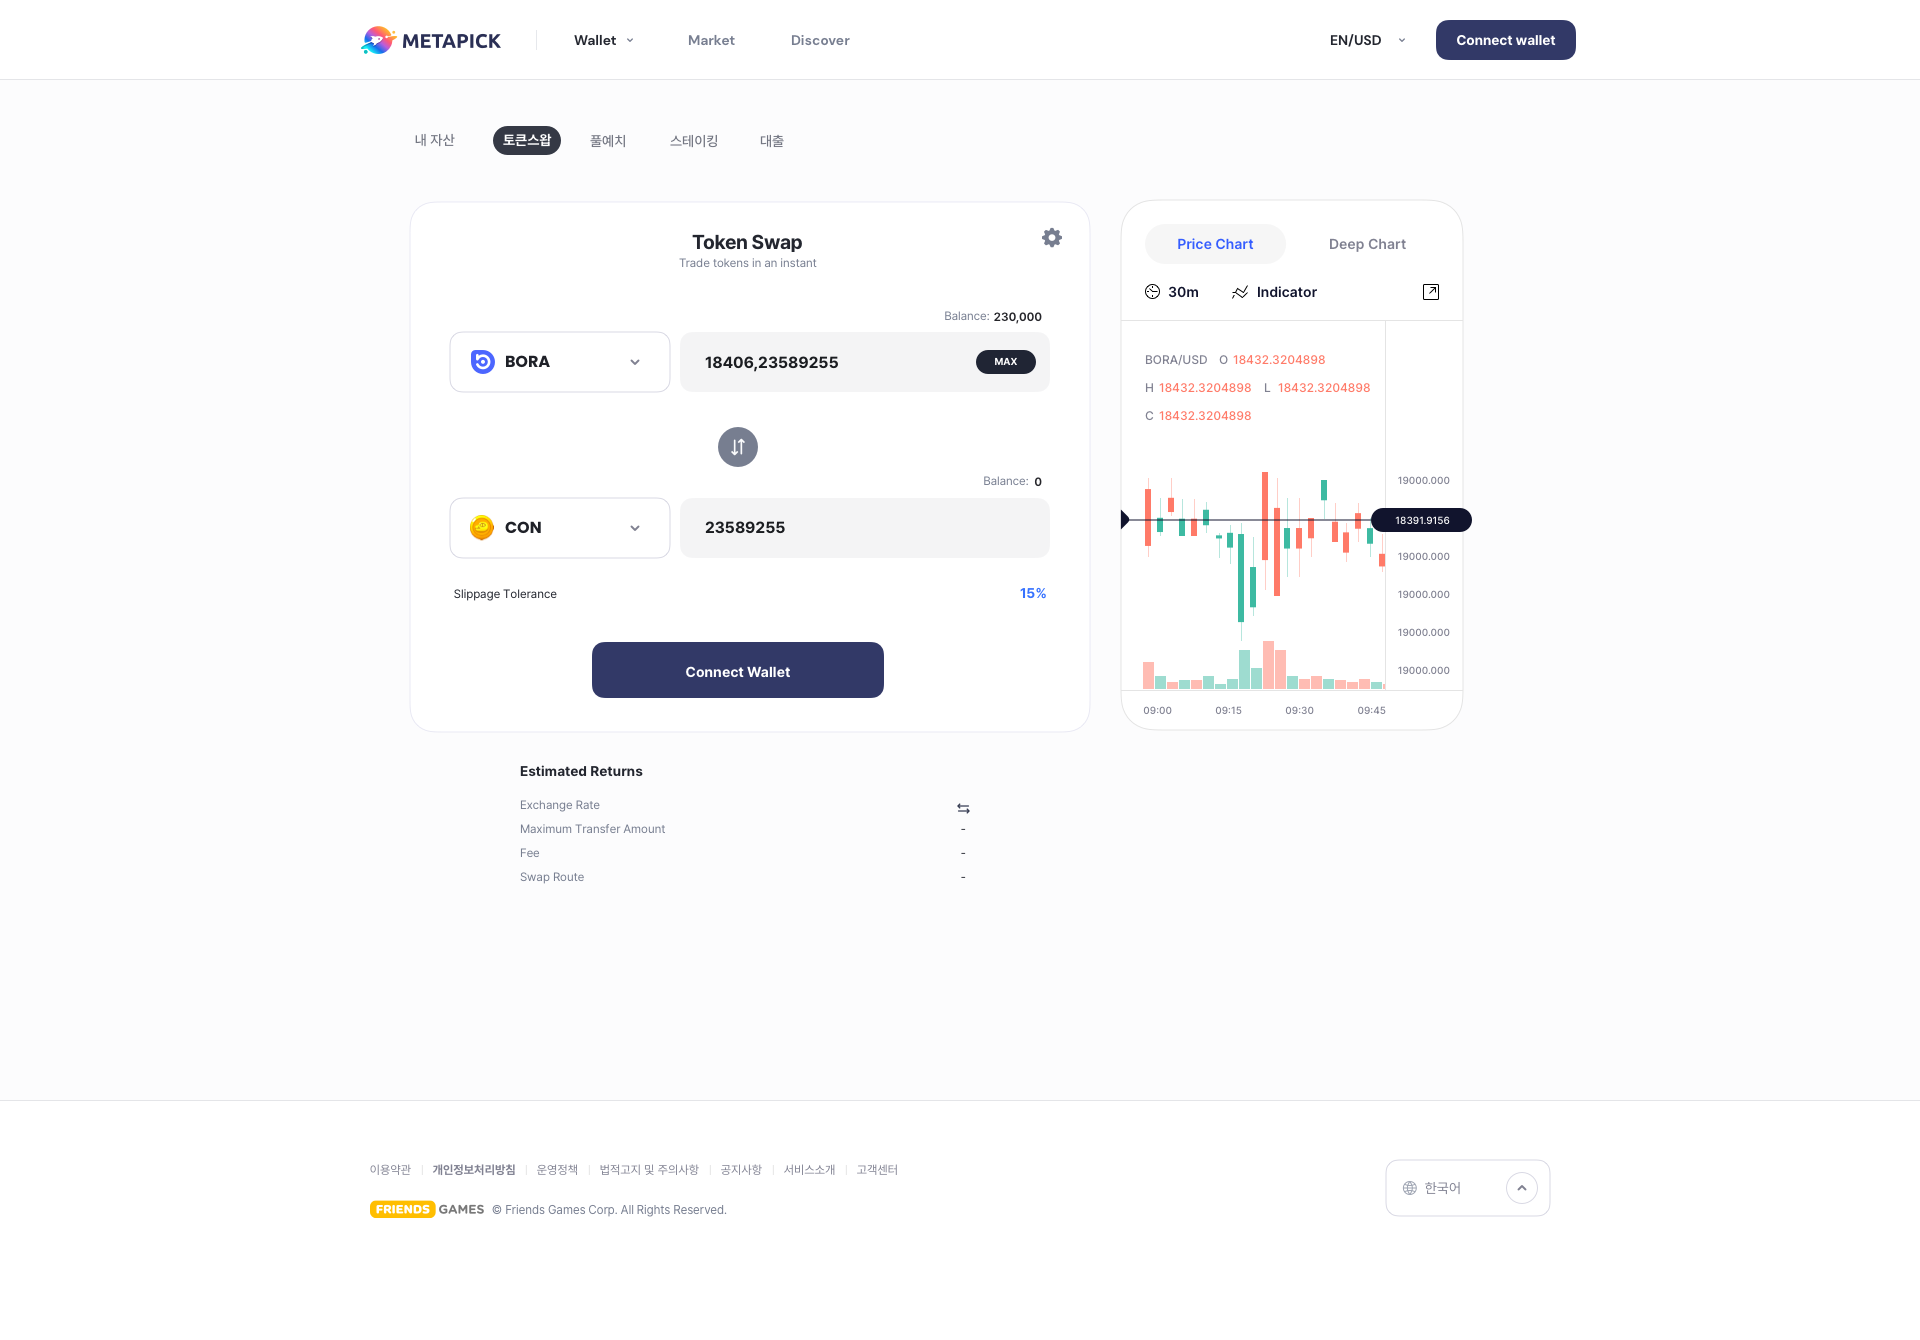 METAPICK
Wallet
Market
Discover
EN/USD
Connect wallet
내 자산
토큰스왑
풀예치
스테이킹
대출
Token Swap
Trade tokens in an instant
Balance: 230,000
BORA
18406,23589255
MAX
Balance: 0
CON
23589255
Slippage Tolerance
15%
Connect Wallet
Price Chart
Deep Chart
30m
Indicator
BORA/USD O 18432.3204898
H 18432.3204898 L 18432.3204898
C 18432.3204898
19000.000
18391.9156
19000.000
19000.000
19000.000
19000.000
09:00
09:15
09:30
09:45
Estimated Returns
Exchange Rate
Maximum Transfer Amount
-
Fee
-
Swap Route
-
이용약관
개인정보처리방침
운영정책
법적고지 및 주의사항
공지사항
서비스소개
고객센터
FRIENDS GAMES © Friends Games Corp. All Rights Reserved.
한국어